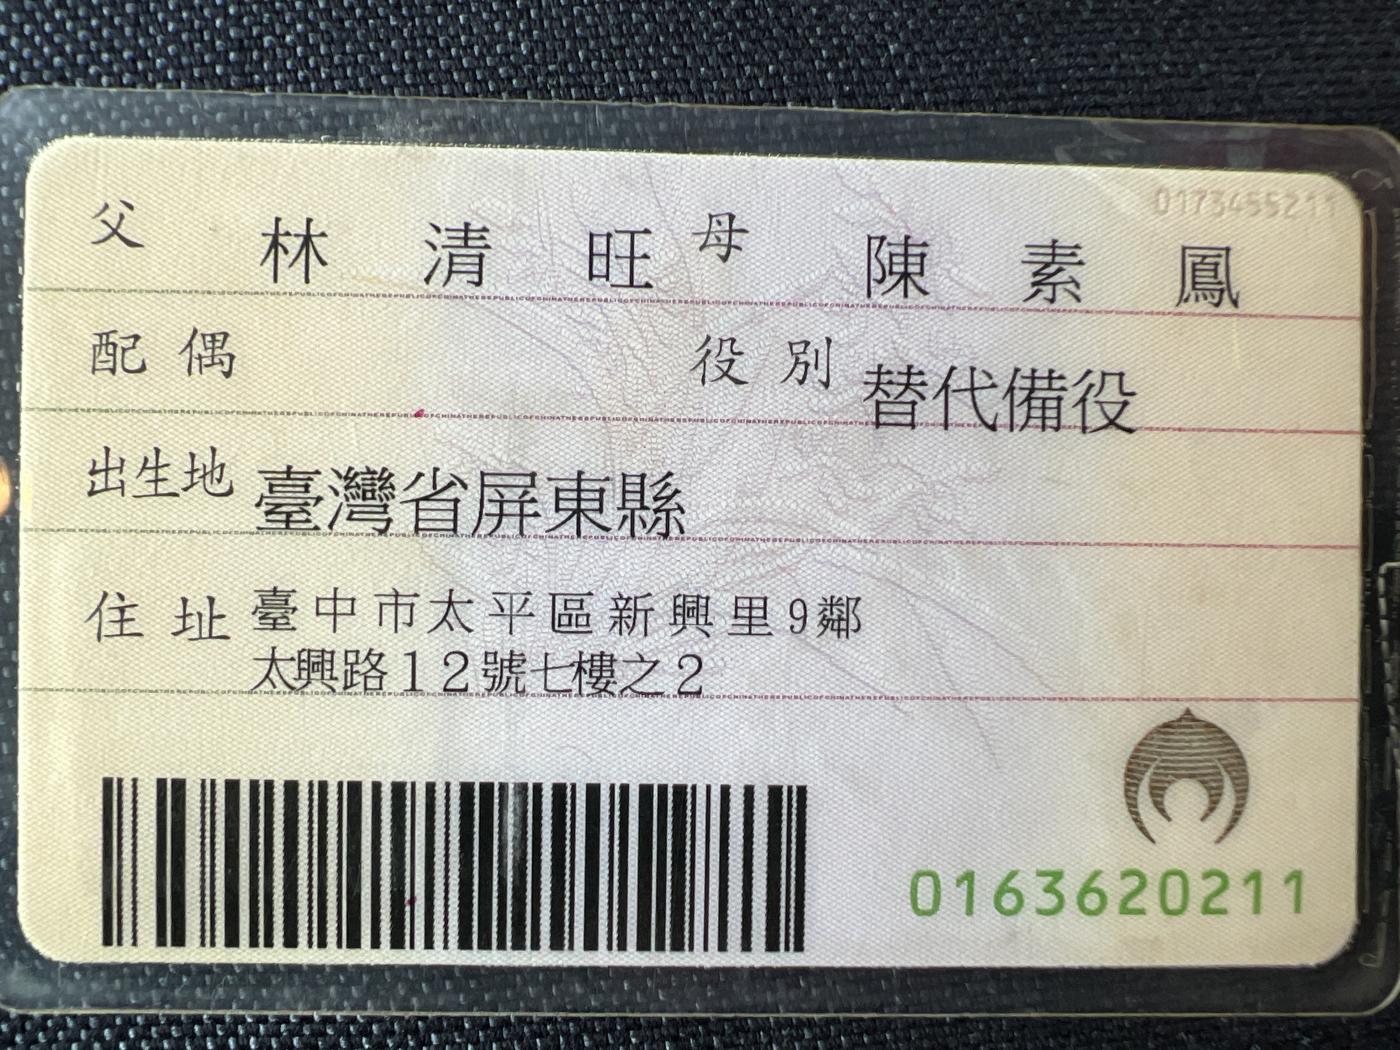 0173455211
父 林清旺 母 陳素鳳
配偶 役別 替代備役
出生地 臺灣省屏東縣
住址 臺中市太平區新興里9鄰
太興路12號七樓之2
0163620211